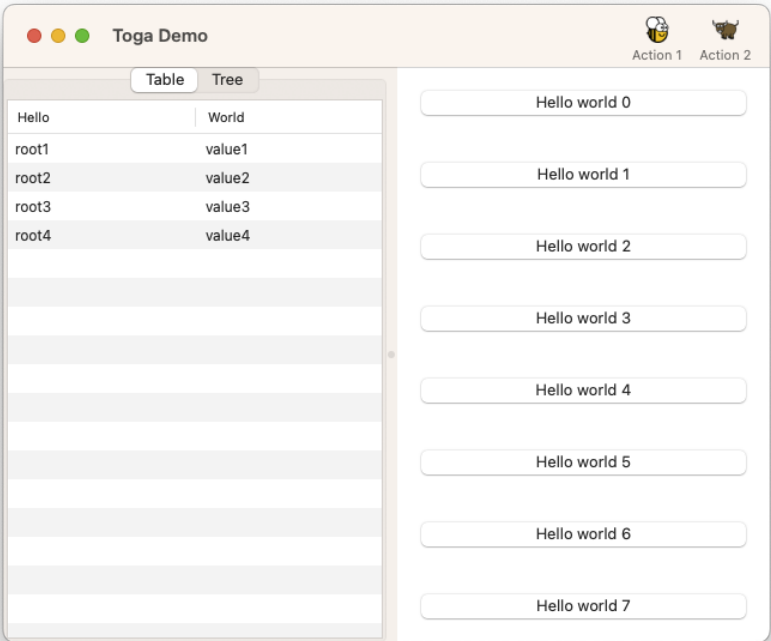 Toga Demo
Action 1 Action 2
Table Tree
Hello World
root1 value1
root2 value2
root3 value3
root4 value4
Hello world 0
Hello world 1
Hello world 2
Hello world 3
Hello world 4
Hello world 5
Hello world 6
Hello world 7